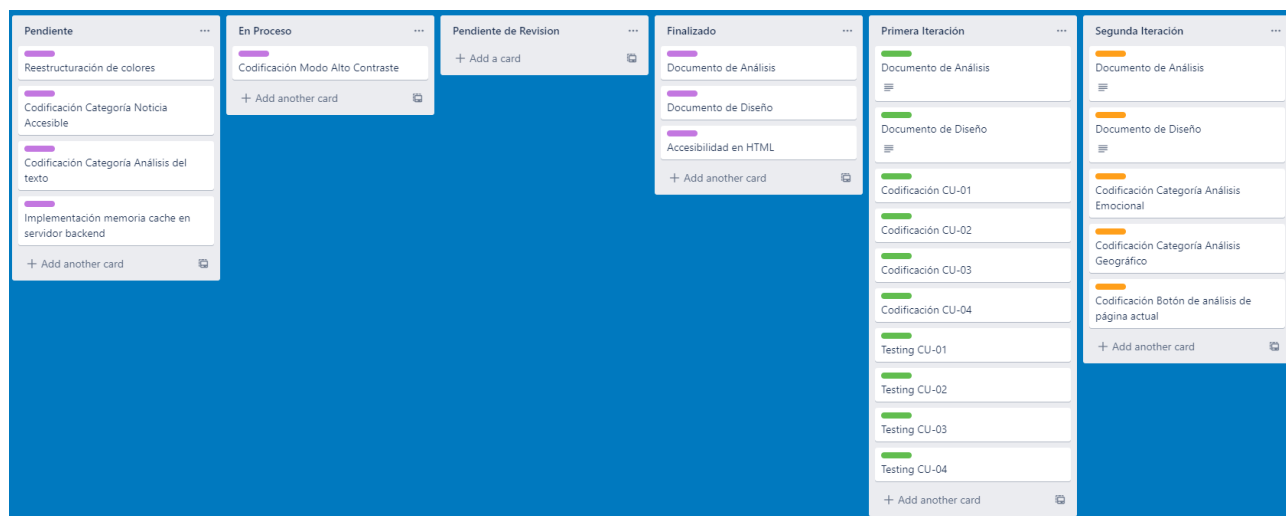 Pendiente
Reestructuración de colores
Codificación Categoría Noticia
Accesible
Codificación Categoría Análisis del
texto
Implementación memoria cache en
servidor backend
+ Add another card
En Proceso
Codificación Modo Alto Contraste
+ Add another card
Pendiente de Revision
+ Add a card
Finalizado
Documento de Análisis
Documento de Diseño
Accesibilidad en HTML
+ Add another card
Primera Iteración
Documento de Análisis
Documento de Diseño
Codificación CU-01
Codificación CU-02
Codificación CU-03
Codificación CU-04
Testing CU-01
Testing CU-02
Testing CU-03
Testing CU-04
+ Add another card
Segunda Iteración
Documento de Análisis
Documento de Diseño
Codificación Categoría Análisis
Emocional
Codificación Categoría Análisis
Geográfico
Codificación Botón de análisis de
página actual
+ Add another card